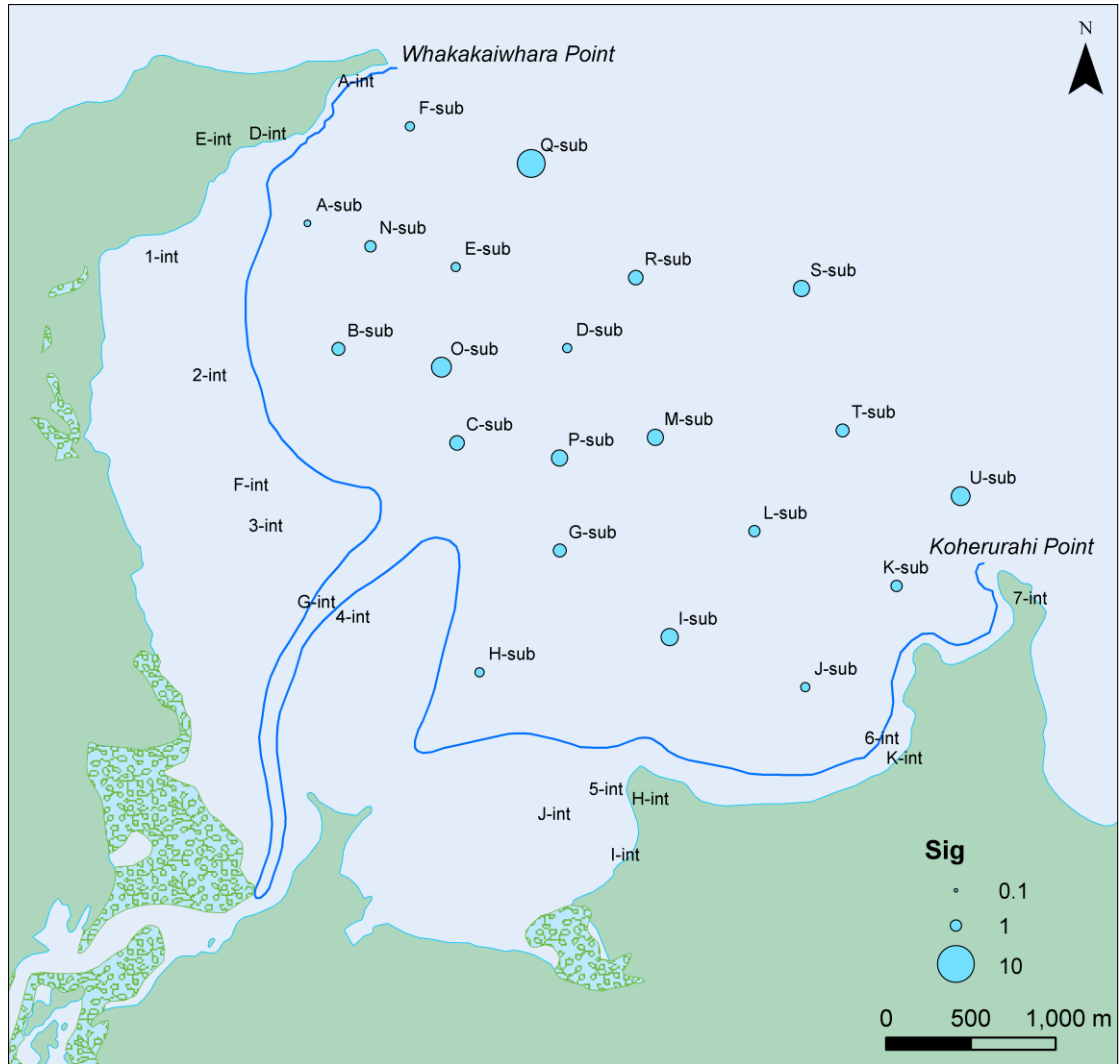 Whakakaiwhara Point
N
A-int
F-sub
E-int
D-int
Q-sub
A-sub
N-sub
1-int
E-sub
R-sub
S-sub
B-sub
O-sub
D-sub
2-int
C-sub
P-sub
M-sub
T-sub
F-int
U-sub
3-int
G-sub
L-sub
Koherurahi Point
K-sub
G-int
4-int
7-int
I-sub
H-sub
J-sub
6-int
K-int
5-int
H-int
J-int
I-int
Sig
0.1
1
10
0 500 1,000 m